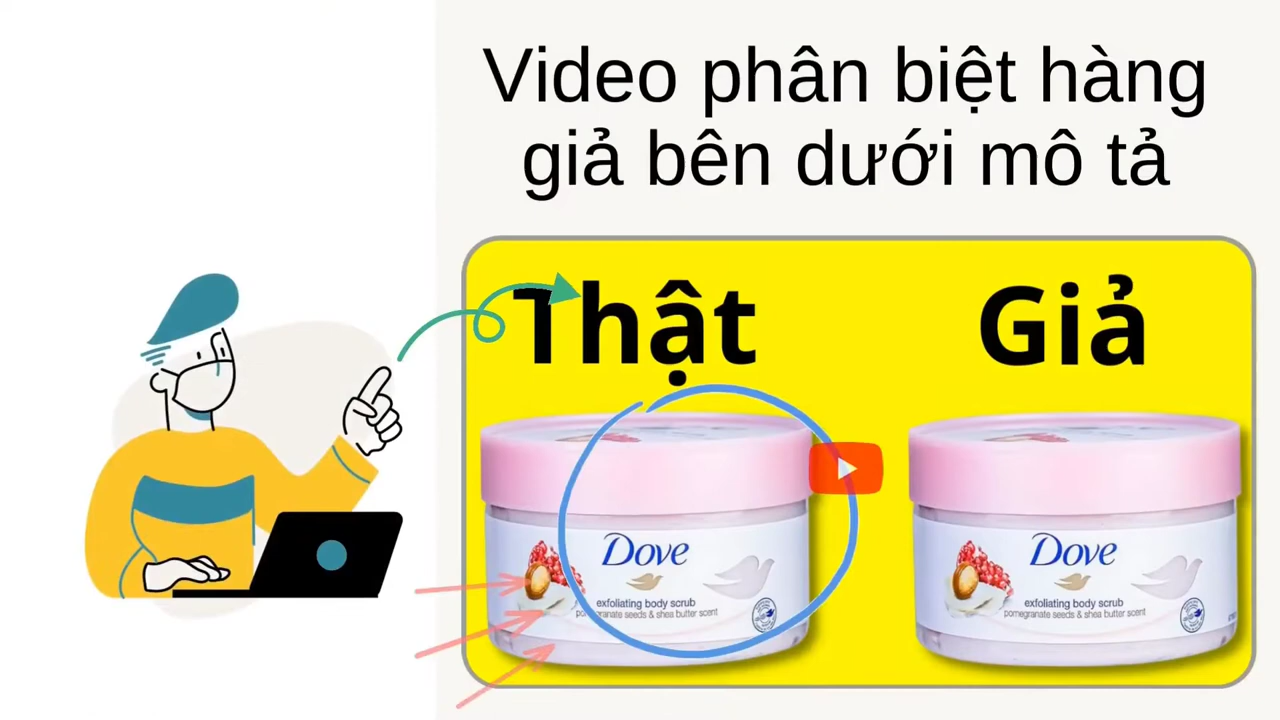 Video phân biệt hàng
giả bên dưới mô tả
Thật
Giả
Dove
exfoliating body scrub
pomegranate seeds & shea butter scent
Dove
exfoliating body scrub
pomegranate seeds & shea butter scent